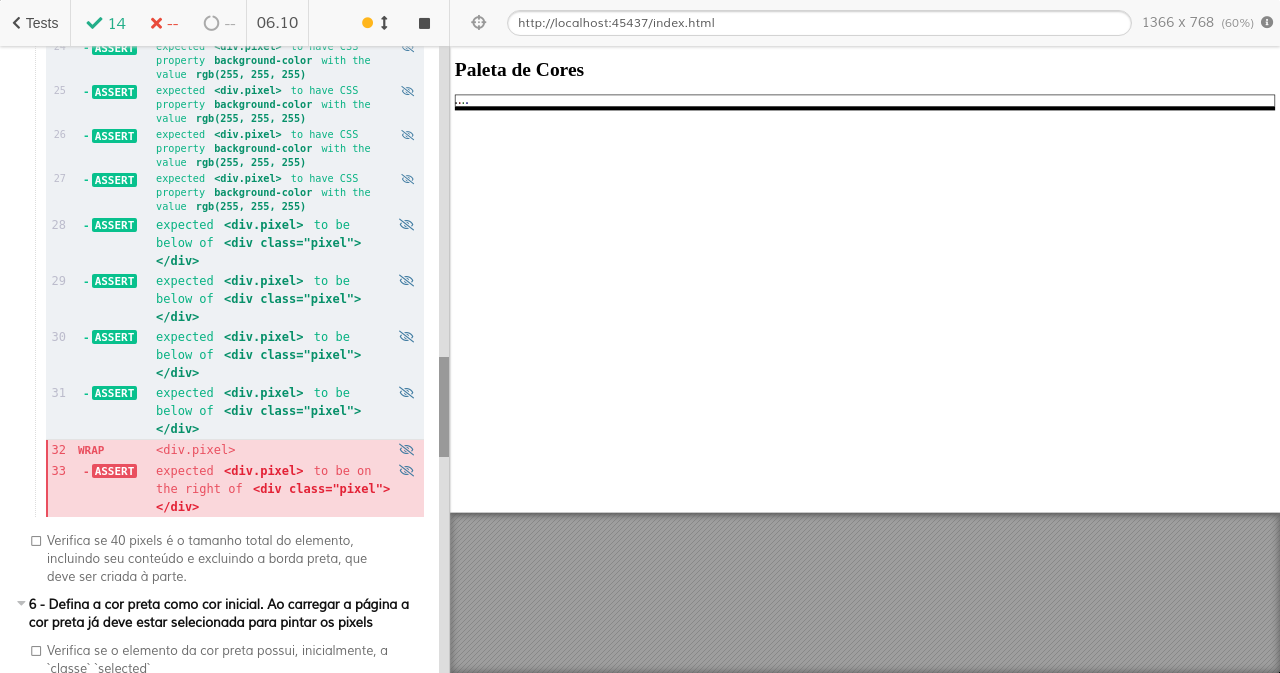 Tests 14 -- -- 06.10 http://localhost:45437/index.html 1366 x 768 (60%)
24 - ASSERT expected <div.pixel> to have CSS
property background-color with the
value rgb(255, 255, 255)
25 - ASSERT expected <div.pixel> to have CSS
property background-color with the
value rgb(255, 255, 255)
26 - ASSERT expected <div.pixel> to have CSS
property background-color with the
value rgb(255, 255, 255)
27 - ASSERT expected <div.pixel> to have CSS
property background-color with the
value rgb(255, 255, 255)
28 - ASSERT expected <div.pixel> to be
below of <div class="pixel">
</div>
29 - ASSERT expected <div.pixel> to be
below of <div class="pixel">
</div>
30 - ASSERT expected <div.pixel> to be
below of <div class="pixel">
</div>
31 - ASSERT expected <div.pixel> to be
below of <div class="pixel">
</div>
32 WRAP <div.pixel>
33 - ASSERT expected <div.pixel> to be on
the right of <div class="pixel">
</div>
Verifica se 40 pixels é o tamanho total do elemento,
incluindo seu conteúdo e excluindo a borda preta, que
deve ser criada à parte.
6 - Defina a cor preta como cor inicial. Ao carregar a página a
cor preta já deve estar selecionada para pintar os pixels
Verifica se o elemento da cor preta possui, inicialmente, a
`classe` `selected`
Paleta de Cores
....